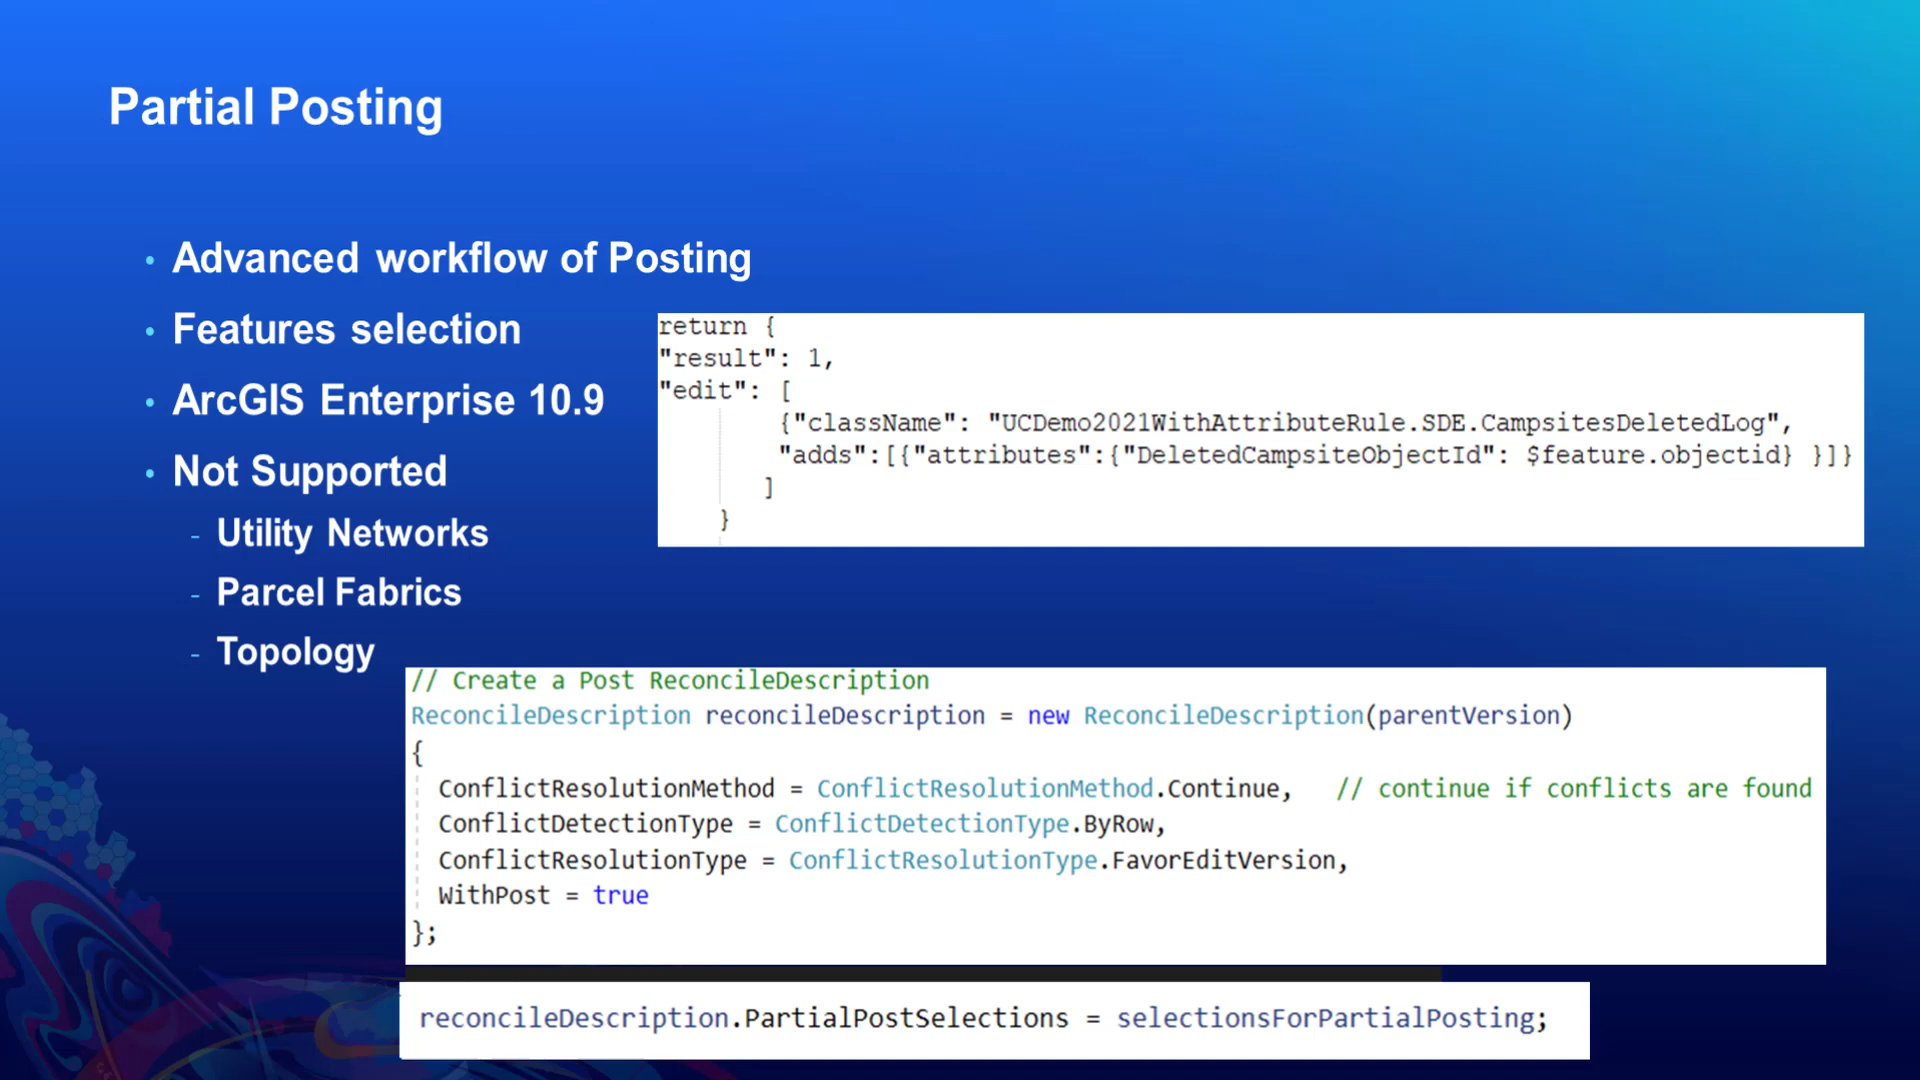 Partial Posting
• Advanced workflow of Posting
• Features selection
• ArcGIS Enterprise 10.9
• Not Supported
- Utility Networks
- Parcel Fabrics
- Topology
return {
"result": 1,
"edit": [
{"className": "UCDemo2021WithAttributeRule.SDE.CampsitesDeletedLog",
"adds":[{"attributes":{"DeletedCampsiteObjectId": $feature.objectid} }]}
]
}
// Create a Post ReconcileDescription
ReconcileDescription reconcileDescription = new ReconcileDescription(parentVersion)
{
ConflictResolutionMethod = ConflictResolutionMethod.Continue, // continue if conflicts are found
ConflictDetectionType = ConflictDetectionType.ByRow,
ConflictResolutionType = ConflictResolutionType.FavorEditVersion,
WithPost = true
};
reconcileDescription.PartialPostSelections = selectionsForPartialPosting;